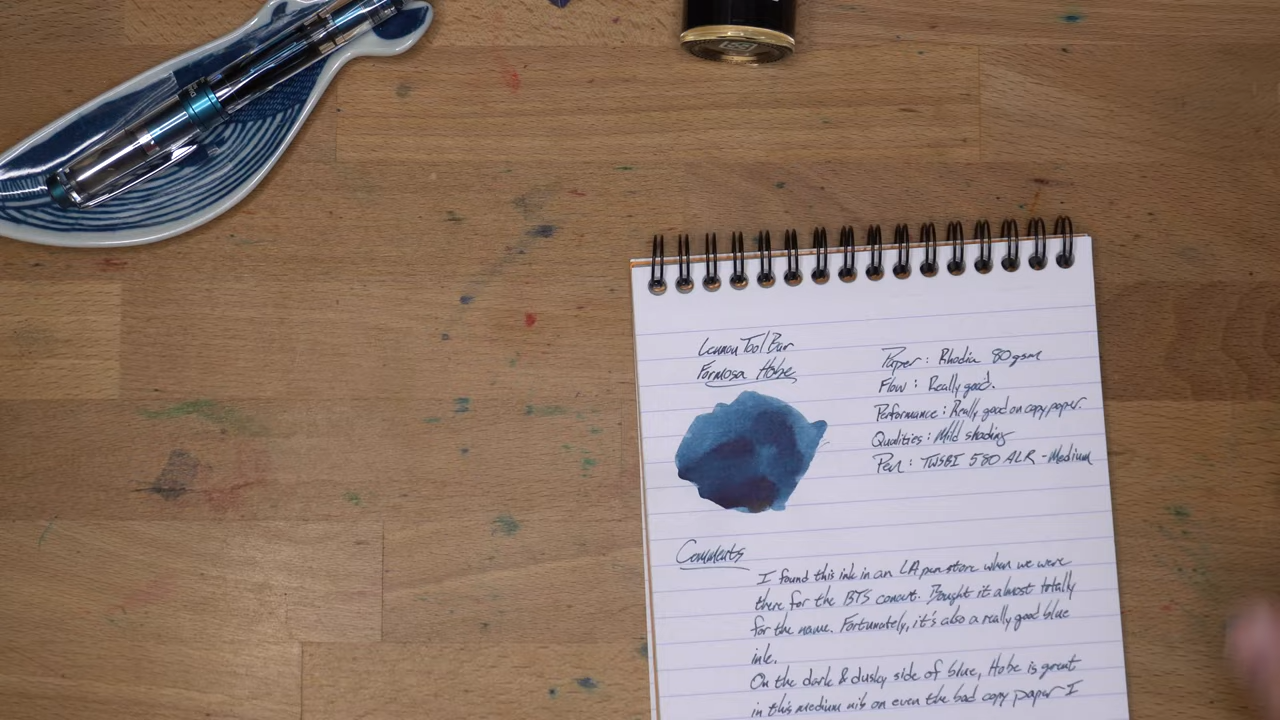 Lennon Tool Bar
Formosa Hobe
Paper: Rhodia 80gsm
Flow: Really good.
Performance: Really good on copy paper.
Qualities: Mild shading
Pen: TWSBI 580 ALR - Medium
Comments
I found this ink in an LA pen store when we were
there for the BTS concert. Bought it almost totally
for the name. Fortunately, it's also a really good blue
ink.
On the dark & dusky side of blue, Hobe is great
in this medium nib on even the bad copy paper I